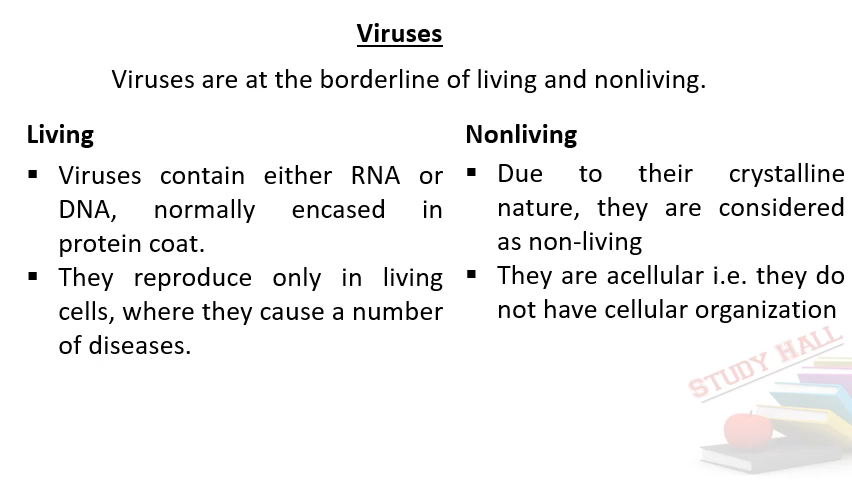 Viruses
Viruses are at the borderline of living and nonliving.
Living
▪ Viruses contain either RNA or
DNA, normally encased in
protein coat.
▪ They reproduce only in living
cells, where they cause a number
of diseases.
Nonliving
▪ Due to their crystalline
nature, they are considered
as non-living
▪ They are acellular i.e. they do
not have cellular organization
STUDY HALL